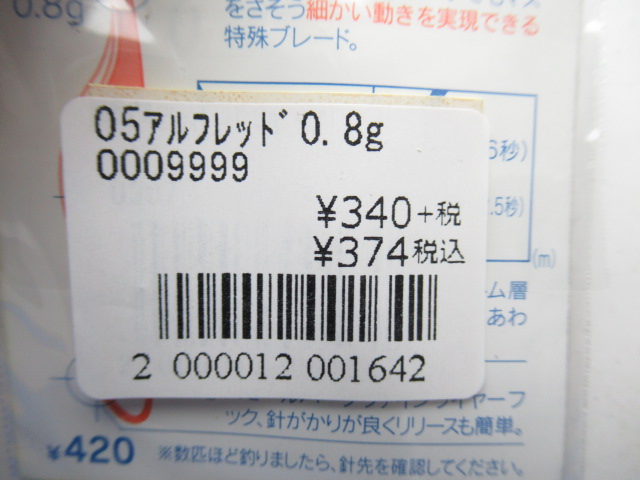 0.8g
をさそう細かい動きを実現できる
特殊ブレード。
05アルフレッド0.8g
0009999
¥340+税
¥374税込
2 000012 001642
6秒)
.5秒)
(m)
ム層
あわ
イヤーフ
ック、針がかりが良くリリースも簡単。
¥420
※数匹ほど釣りましたら、針先を確認してください。